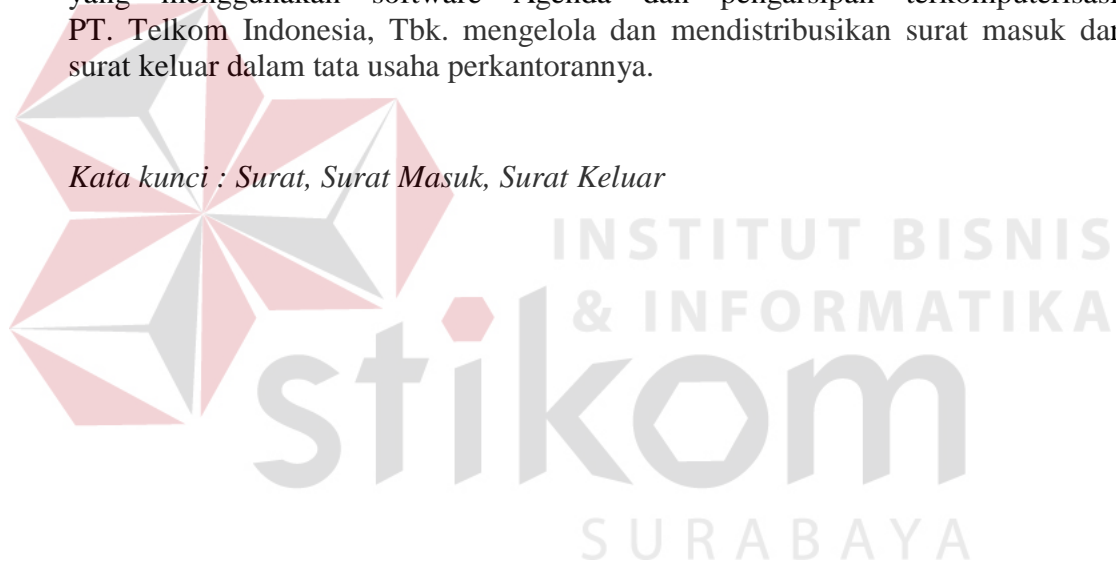 yang menggunakan software Agenda dan pengarsipan terkomputerisasi
PT. Telkom Indonesia, Tbk. mengelola dan mendistribusikan surat masuk dan
surat keluar dalam tata usaha perkantorannya.
Kata kunci : Surat, Surat Masuk, Surat Keluar
INSTITUT BISNIS
& INFORMATIKA
stikom
SURABAYA